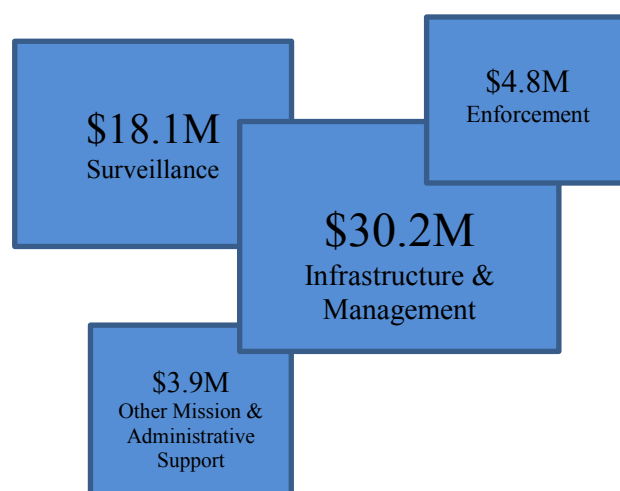 $18.1M
Surveillance
$4.8M
Enforcement
$30.2M
Infrastructure &
Management
$3.9M
Other Mission &
Administrative
Support